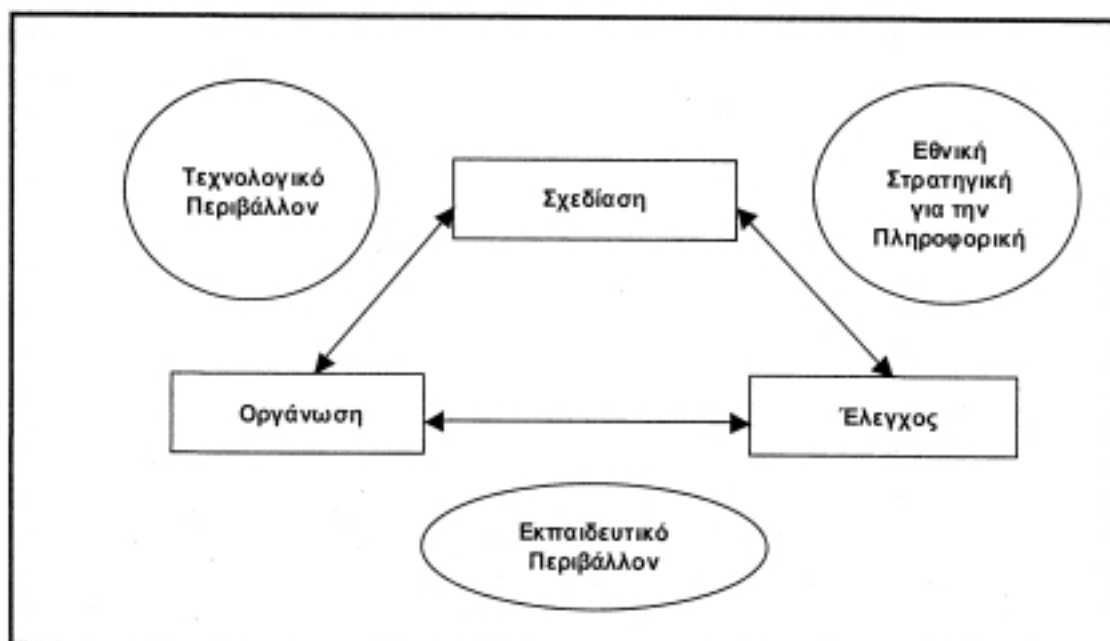 Τεχνολογικό
Περιβάλλον
Σχεδίαση
Εθνική
Στρατηγική
για την
Πληροφορική
Οργάνωση
Έλεγχος
Εκπαιδευτικό
Περιβάλλον